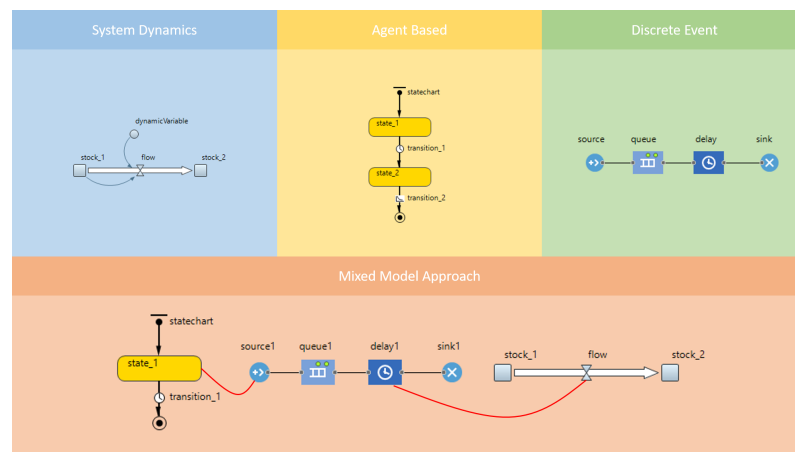 System Dynamics
Agent Based
Discrete Event
dynamicVariable
stock_1
flow
stock_2
statechart
state_1
transition_1
state_2
transition_2
source
queue
delay
sink
Mixed Model Approach
statechart
state_1
transition_1
source1
queue1
delay1
sink1
stock_1
flow
stock_2